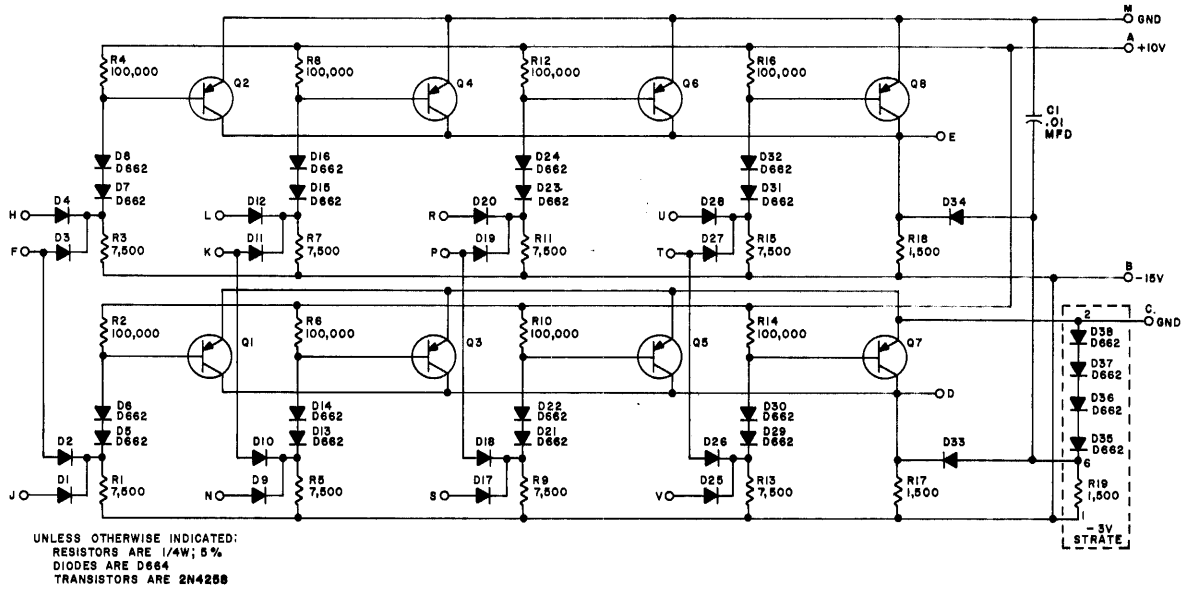 M
GND
A
+10V
R4
100,000
R8
100,000
R12
100,000
R16
100,000
Q2
Q4
Q6
Q8
C1
.01
MFD
E
D8
D662
D16
D662
D24
D662
D32
D662
D7
D662
D15
D662
D23
D662
D31
D662
H
D4
L
D12
R
D20
U
D28
D34
F
D3
K
D11
P
D19
T
D27
R3
7,500
R7
7,500
R11
7,500
R15
7,500
R18
1,500
B
-15V
R2
100,000
R6
100,000
R10
100,000
R14
100,000
2
C.
GND
Q1
Q3
Q5
Q7
D38
D662
D37
D662
D36
D662
D35
D662
D
D6
D662
D14
D662
D22
D662
D30
D662
D5
D662
D13
D662
D21
D662
D29
D662
D2
D10
D18
D26
D33
6
J
D1
N
D9
S
D17
V
D25
R1
7,500
R5
7,500
R9
7,500
R13
7,500
R17
1,500
R19
1,500
1
-3V
STRATE
UNLESS OTHERWISE INDICATED:
RESISTORS ARE 1/4W; 5%
DIODES ARE D664
TRANSISTORS ARE 2N4258